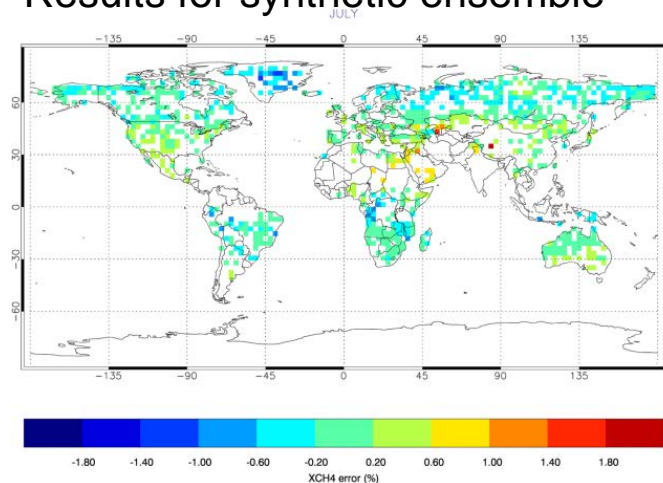 Results for synthetic ensemble
JULY
-135 -90 -45 0 45 90 135
60
30
0
-30
-60
-135 -90 -45 0 45 90 135
-1.80 -1.40 -1.00 -0.60 -0.20 0.20 0.60 1.00 1.40 1.80
XCH4 error (%)